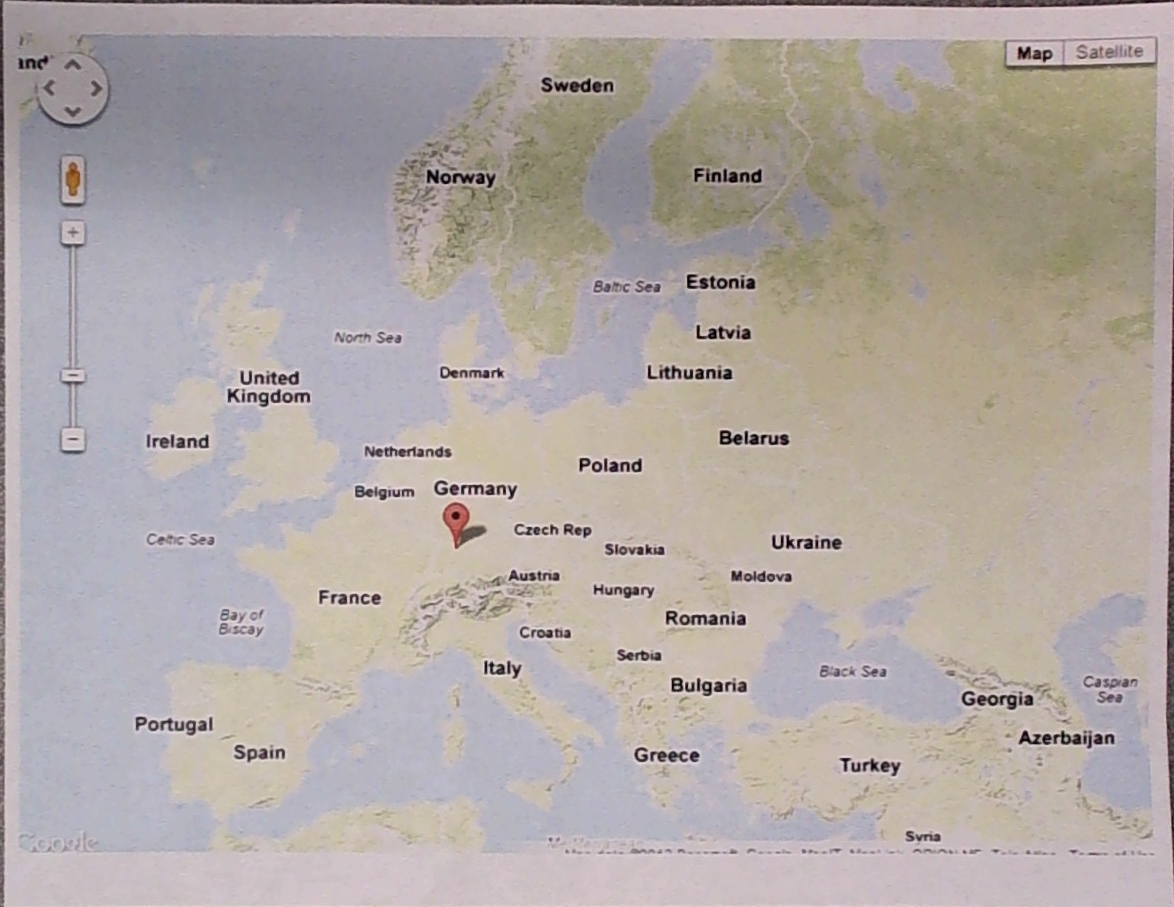 and
Map
Satellite
Sweden
Norway
Finland
Baltic Sea
Estonia
North Sea
Latvia
Denmark
Lithuania
United
Kingdom
Ireland
Netherlands
Belarus
Poland
Belgium
Germany
Celtic Sea
Czech Rep
Slovakia
Ukraine
Austria
Moldova
France
Hungary
Bay of
Biscay
Romania
Croatia
Serbia
Italy
Black Sea
Bulgaria
Caspian
Sea
Georgia
Portugal
Azerbaijan
Spain
Greece
Turkey
Syria
Google